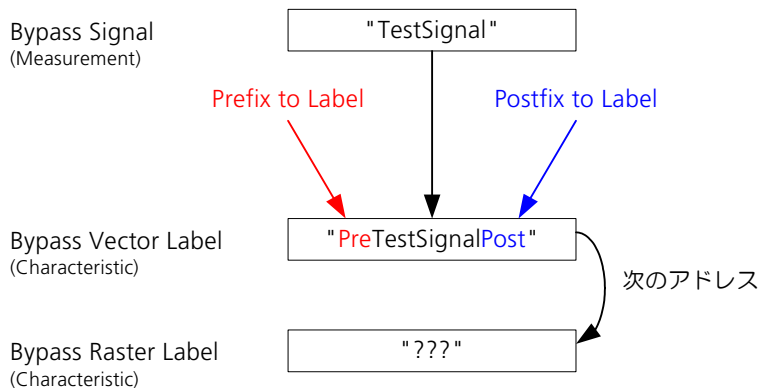 Bypass Signal
(Measurement)
"TestSignal"
Prefix to Label
Postfix to Label
Bypass Vector Label
(Characteristic)
"PreTestSignalPost"
次のアドレス
Bypass Raster Label
(Characteristic)
"???"